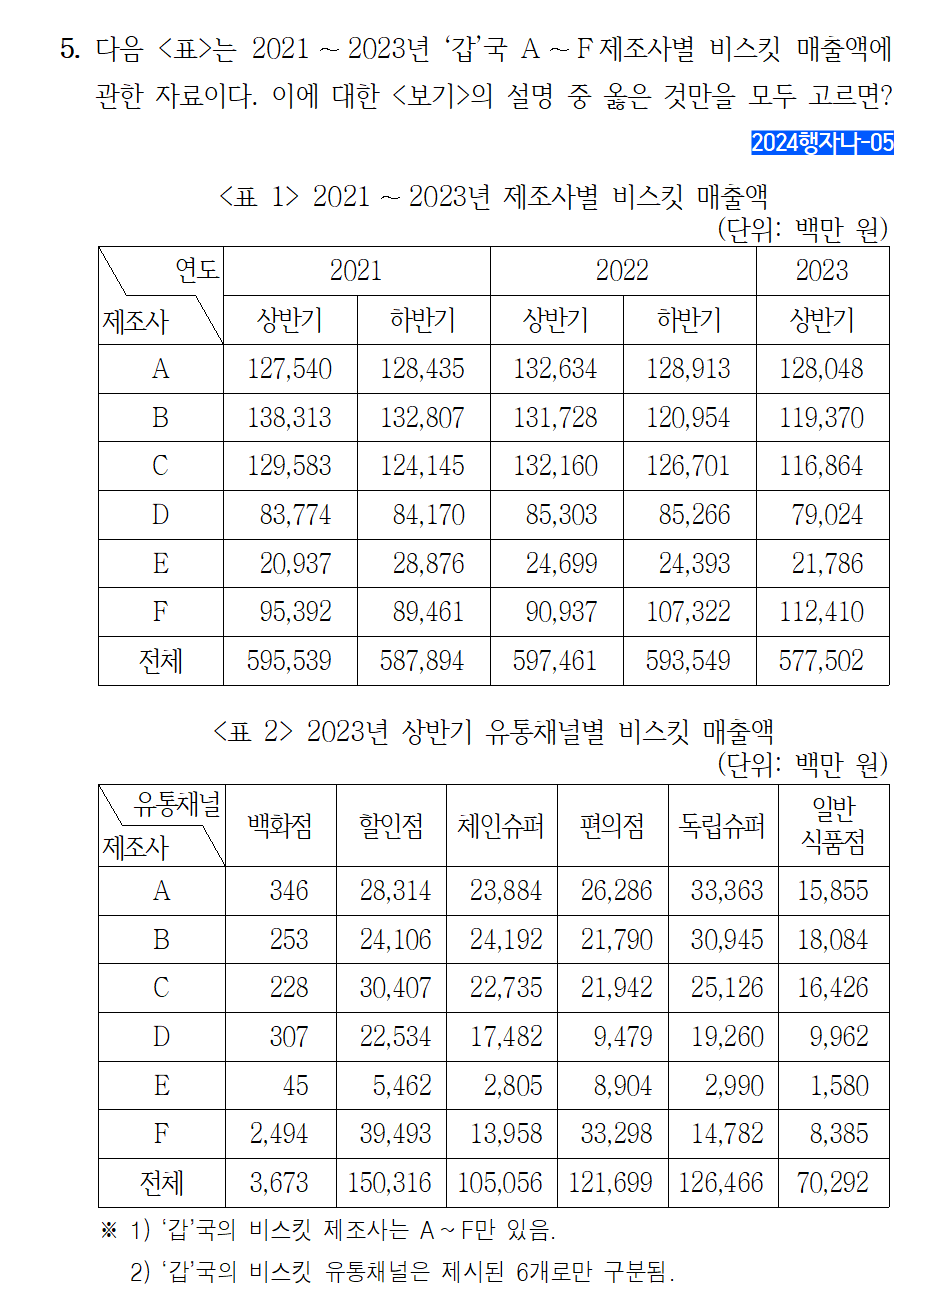 5. 다음 <표>는 2021 ~ 2023년 ‘갑’국 A ~ F 제조사별 비스킷 매출액에
관한 자료이다. 이에 대한 <보기>의 설명 중 옳은 것만을 모두 고르면?
2024행자나-05
<표 1> 2021 ~ 2023년 제조사별 비스킷 매출액
(단위: 백만 원)
연도 2021 2022 2023
제조사 상반기 하반기 상반기 하반기 상반기
A 127,540 128,435 132,634 128,913 128,048
B 138,313 132,807 131,728 120,954 119,370
C 129,583 124,145 132,160 126,701 116,864
D 83,774 84,170 85,303 85,266 79,024
E 20,937 28,876 24,699 24,393 21,786
F 95,392 89,461 90,937 107,322 112,410
전체 595,539 587,894 597,461 593,549 577,502
<표 2> 2023년 상반기 유통채널별 비스킷 매출액
(단위: 백만 원)
유통채널 백화점 할인점 체인슈퍼 편의점 독립슈퍼 일반
제조사 식품점
A 346 28,314 23,884 26,286 33,363 15,855
B 253 24,106 24,192 21,790 30,945 18,084
C 228 30,407 22,735 21,942 25,126 16,426
D 307 22,534 17,482 9,479 19,260 9,962
E 45 5,462 2,805 8,904 2,990 1,580
F 2,494 39,493 13,958 33,298 14,782 8,385
전체 3,673 150,316 105,056 121,699 126,466 70,292
※ 1) ‘갑’국의 비스킷 제조사는 A ~ F만 있음.
2) ‘갑’국의 비스킷 유통채널은 제시된 6개로만 구분됨.